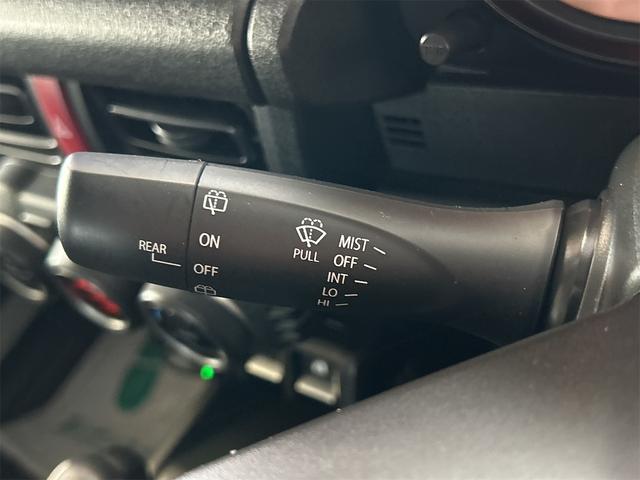 REAR
ON
OFF
PULL
MIST
OFF
INT
LO
HI